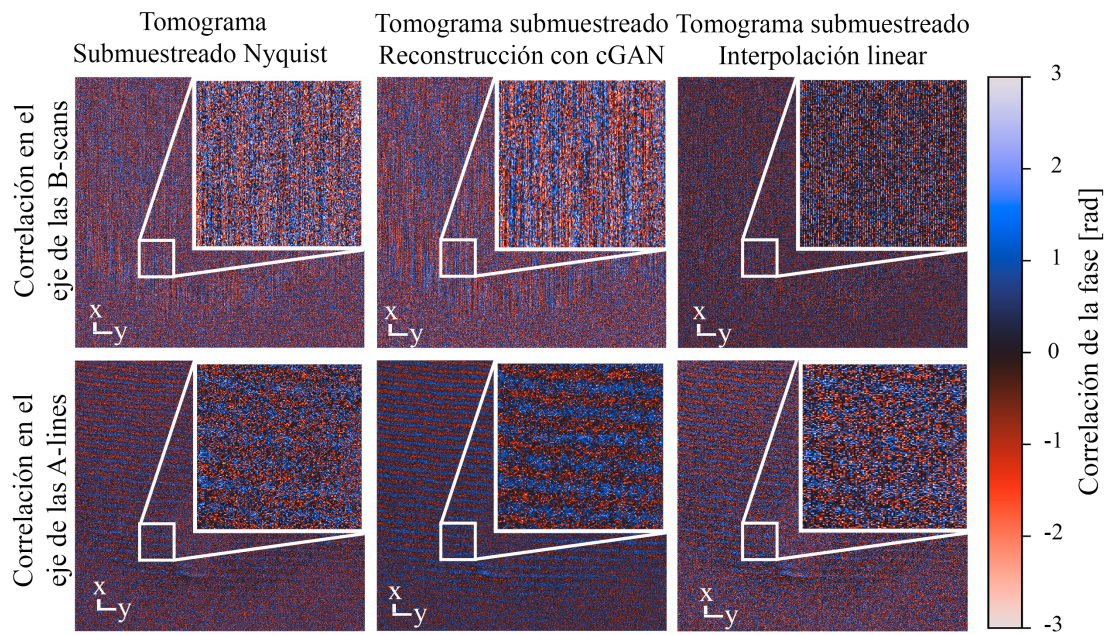 Tomograma
Submuestreado Nyquist
Tomograma submuestreado
Reconstrucción con cGAN
Tomograma submuestreado
Interpolación linear
Correlación en el
eje de las B-scans
x
y
x
y
x
y
Correlación en el
eje de las A-lines
x
y
x
y
x
y
3
2
1
0
-1
-2
-3
Correlación de la fase [rad]